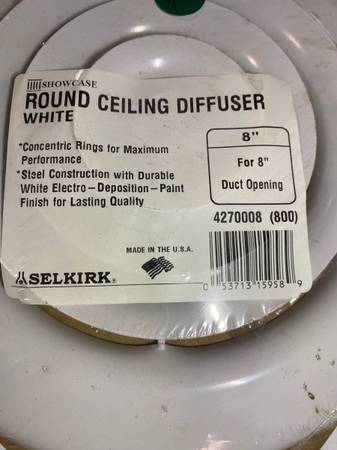 SHOWCASE
ROUND CEILING DIFFUSER
WHITE
*Concentric Rings for Maximum
Performance
*Steel Construction with Durable
White Electro-Deposition-Paint
Finish for Lasting Quality
8"
For 8"
Duct Opening
4270008 (800)
MADE IN THE U.S.A.
SELKIRK®
0 53713 15958 9